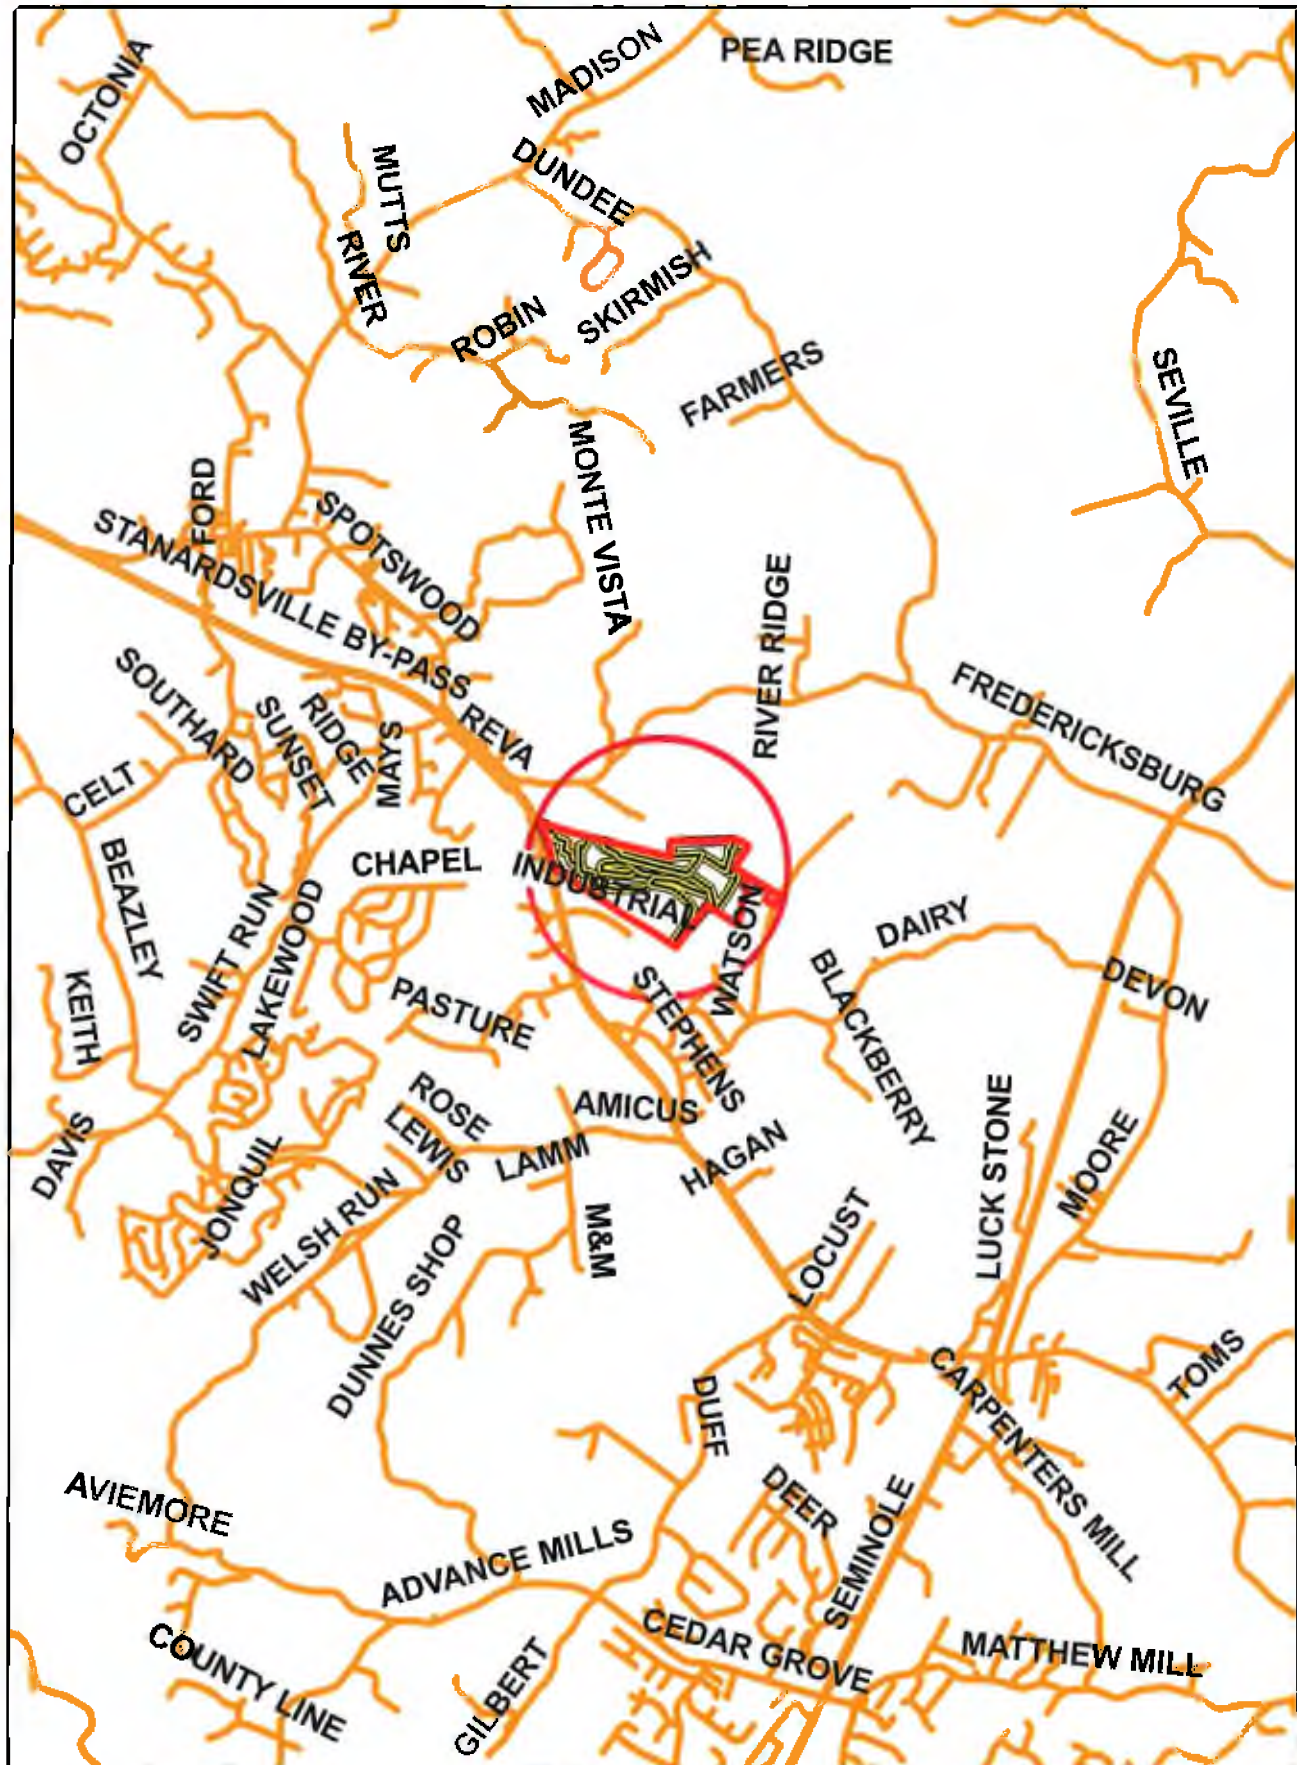 PEA RIDGE
MADISON
OCTONIA
DUNDEE
MUTTS
RIVER
SKIRMISH
ROBIN
FARMERS
SEVILLE
MONTE VISTA
FORD
SPOTSWOOD
STANARDSVILLE BY-PASS
RIVER RIDGE
FREDERICKSBURG
SOUTHARD
SUNSET
RIDGE
MAYS
REVA
CELT
BEAZLEY
CHAPEL
INDUSTRIAL
WATSON
DAIRY
SWIFT RUN
LAKEWOOD
KEITH
PASTURE
STEPHENS
BLACKBERRY
DEVON
ROSE
LEWIS
AMICUS
LAMM
HAGAN
LUCK STONE
MOORE
DAVIS
JONQUIL
WELSH RUN
DUNNES SHOP
M&M
LOCUST
CARPENTERS MILL
TOMS
DUFF
DEER
SEMINOLE
AVIEMORE
ADVANCE MILLS
COUNTY LINE
GILBERT
CEDAR GROVE
MATTHEW MILL